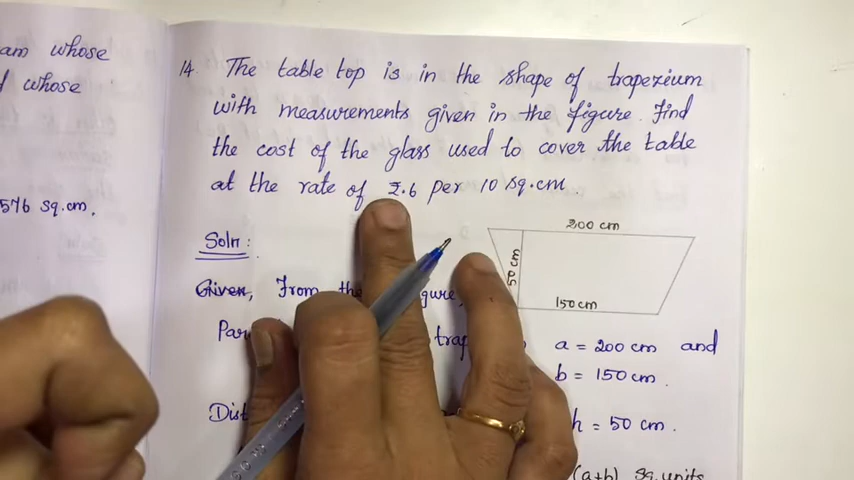 am whose
whose
576 sq.cm.
14. The table top is in the shape of trapezium
with measurements given in the figure. Find
the cost of the glass used to cover the table
at the rate of ₹.6 per 10 sq.cm
Soln:
200 cm
50 cm
150cm
Given, From the
a = 200 cm and
b = 150 cm.
h = 50 cm.
(a+b) sq.units